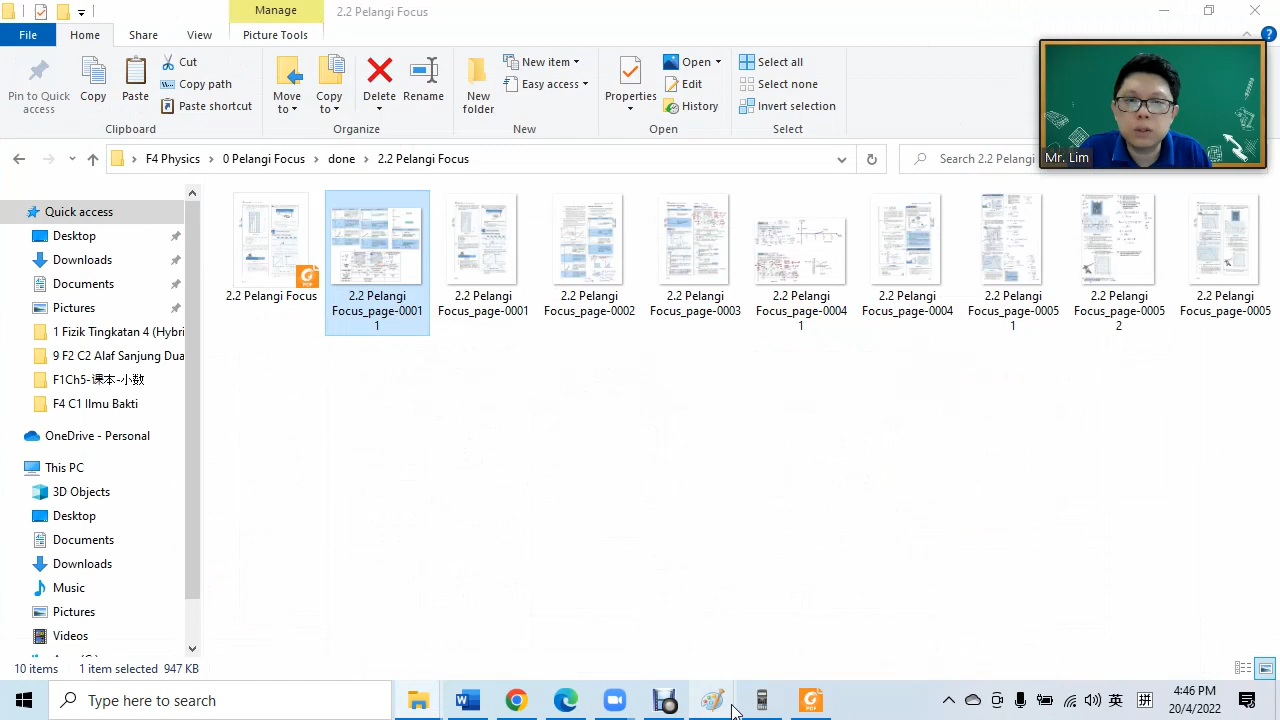 Manage
2.2 Pelangi Focus
File
Home
Share
View
Picture Tools
Pin to Quick access
Copy
Paste
Cut
Copy path
Paste shortcut
Clipboard
Move to
Copy to
Delete
Rename
Organize
New folder
New item
Easy access
New
Properties
Open
Edit
History
Open
Select all
Select none
Invert selection
Select
Mr. Lim
F4 Physics > 0 Pelangi Focus > done > 2.2 Pelangi Focus
Search 2.2 Pelangi
Quick access
Desktop
Downloads
Documents
Pictures
1 Fizik Tingkatan 4 (Hybri
9 F2 C2 Alaf Sanjung Dua
F1Ch5-课本-小数
F4 C1 Ilmu Bakti
OneDrive - Personal
This PC
3D Objects
Desktop
Documents
Downloads
Music
Pictures
Videos
PDF
2.2 Pelangi Focus
2.2 Pelangi
Focus_page-0001
1
2.2 Pelangi
Focus_page-0001
2.2 Pelangi
Focus_page-0002
2.2 Pelangi
Focus_page-0003
2.2 Pelangi
Focus_page-0004
1
2.2 Pelangi
Focus_page-0004
2.2 Pelangi
Focus_page-0005
1
2.2 Pelangi
Focus_page-0005
2
2.2 Pelangi
Focus_page-0005
10 items
1 item selected 947 KB
Type here to search
PDF
英
拼
4:46 PM
20/4/2022